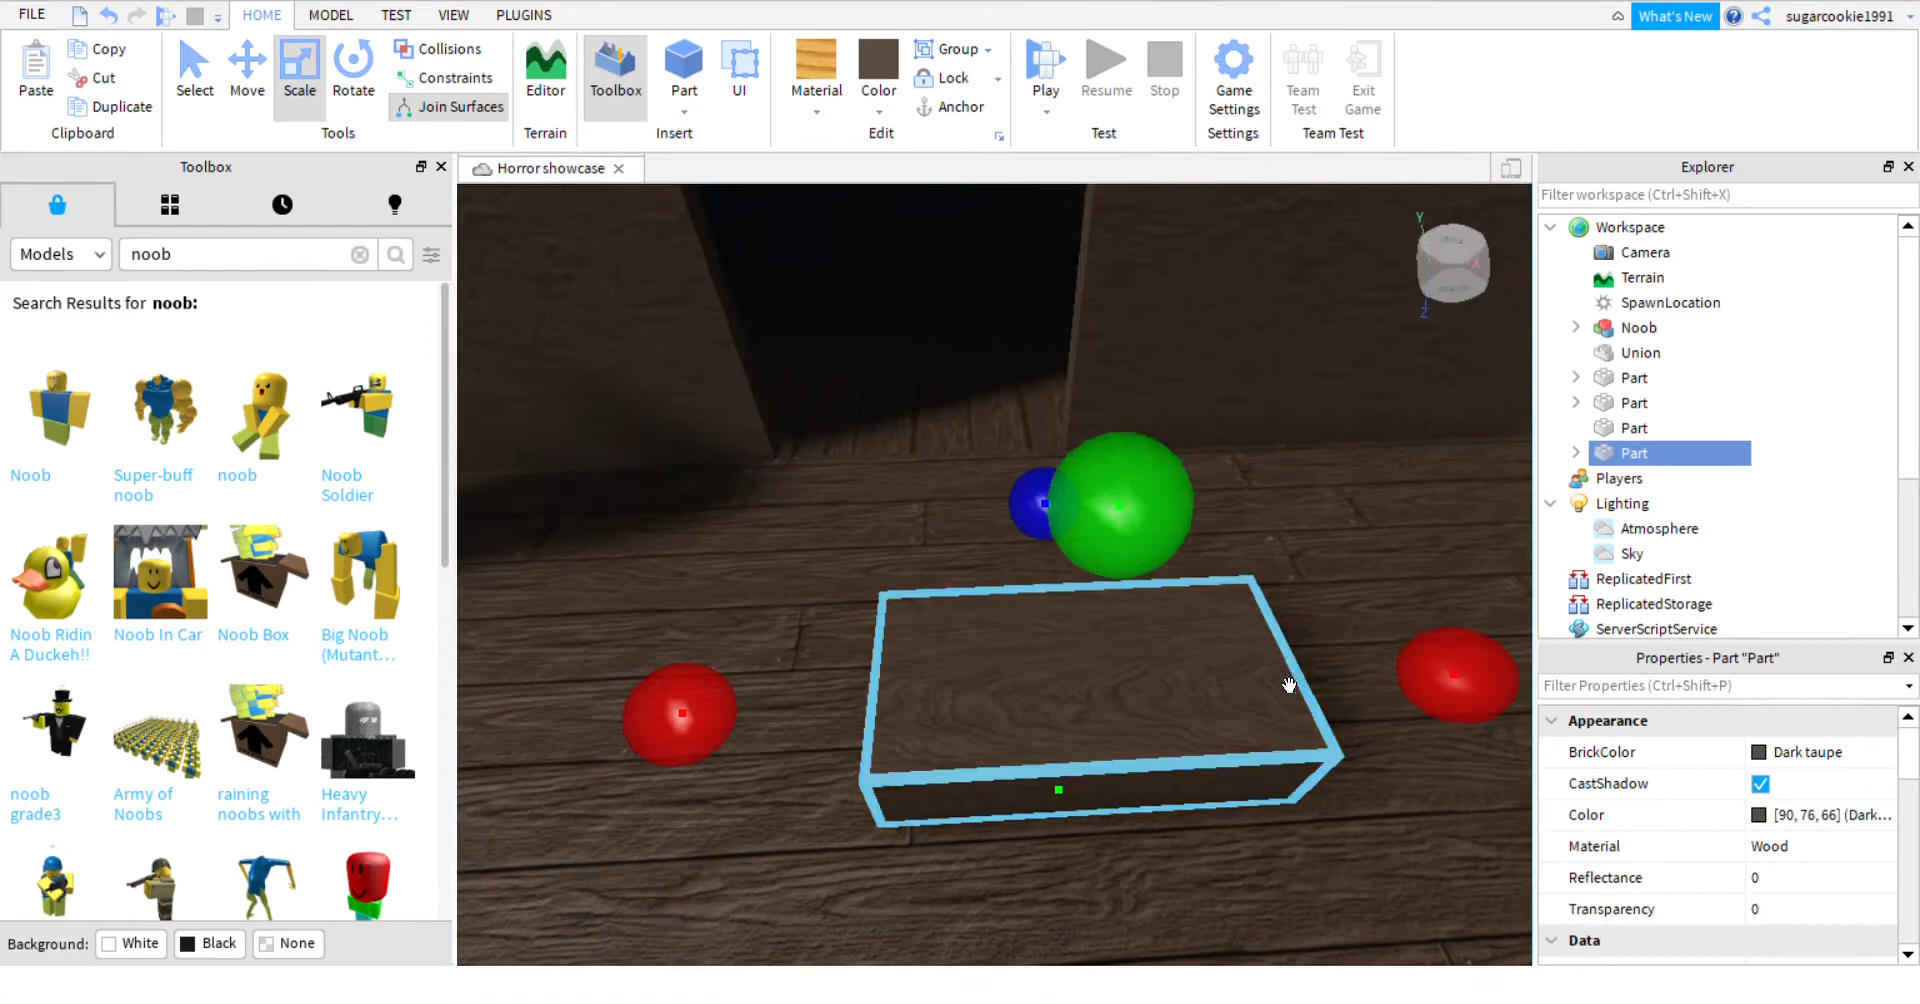 FILE HOME MODEL TEST VIEW PLUGINS What's New sugarcookie1991
Paste Copy Cut Duplicate Clipboard
Select Move Scale Rotate Collisions Constraints Join Surfaces Tools
Editor Terrain
Toolbox Part UI Insert
Material Color Group Lock Anchor Edit
Play Resume Stop Test
Game Settings Settings
Team Test Exit Game Team Test
Toolbox
Models noob
Search Results for noob:
Noob
Super-buff noob
noob
Noob Soldier
Noob Ridin A Duckeh!!
Noob In Car
Noob Box
Big Noob (Mutant...
noob grade3
Army of Noobs
raining noobs with
Heavy Infantry...
Background: White Black None
Horror showcase
Y
X
Z
Explorer
Filter workspace (Ctrl+Shift+X)
Workspace
Camera
Terrain
SpawnLocation
Noob
Union
Part
Part
Part
Part
Players
Lighting
Atmosphere
Sky
ReplicatedFirst
ReplicatedStorage
ServerScriptService
Properties - Part "Part"
Filter Properties (Ctrl+Shift+P)
Appearance
BrickColor Dark taupe
CastShadow
Color [90, 76, 66] (Dark...
Material Wood
Reflectance 0
Transparency 0
Data